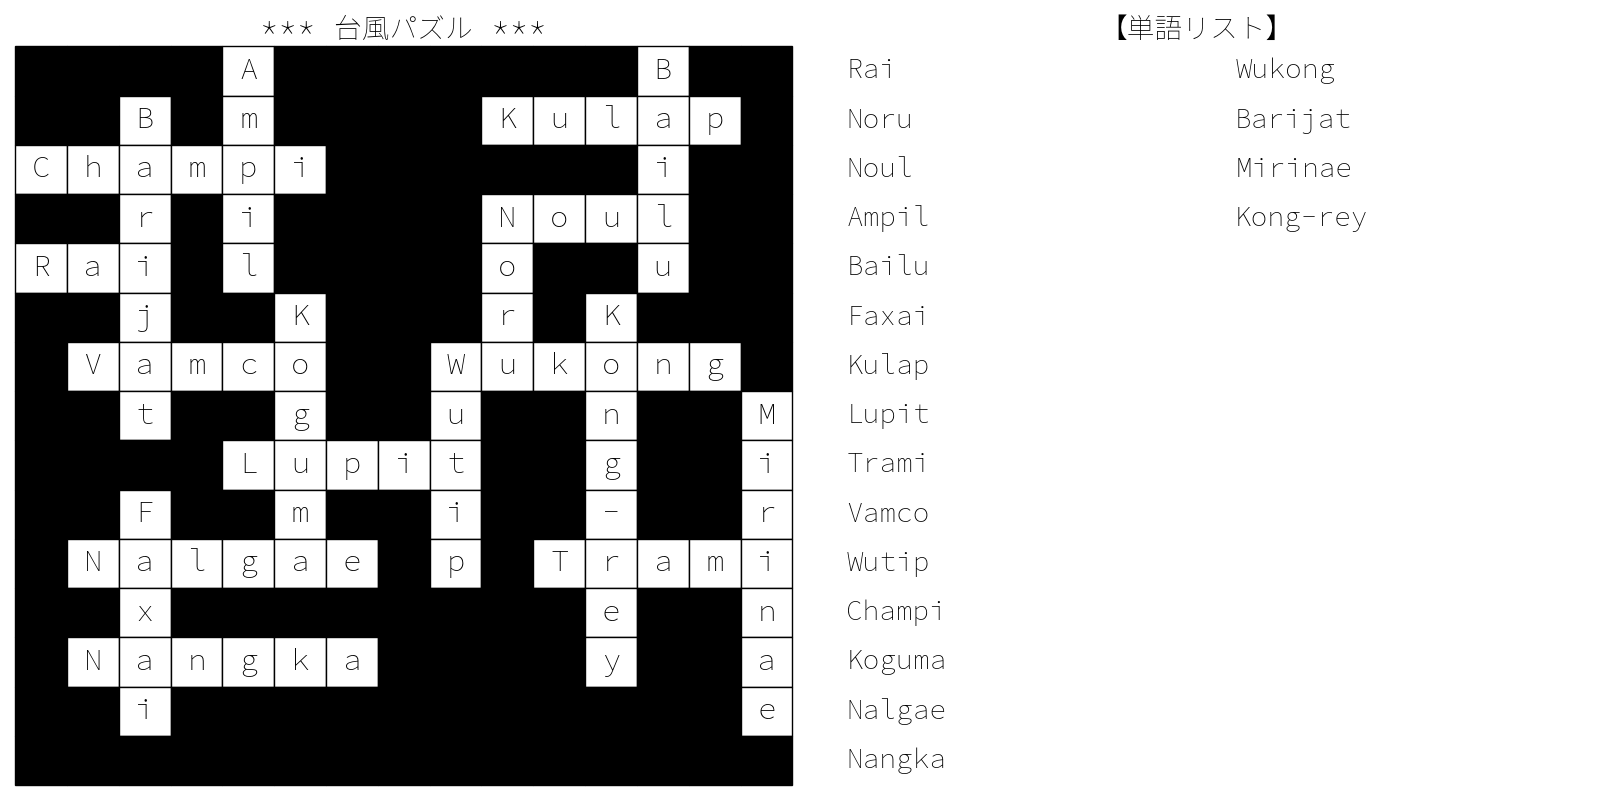 *** 台風パズル ***
A B
B m K u l a p
C h a m p i i
r i N o u l
R a i l o u
j K r K
V a m c o W u k o n g
t g u n M
L u p i t g i
F m i - r
N a l g a e p T r a m i
x e n
N a n g k a y a
i e
【単語リスト】
Rai
Noru
Noul
Ampil
Bailu
Faxai
Kulap
Lupit
Trami
Vamco
Wutip
Champi
Koguma
Nalgae
Nangka
Wukong
Barijat
Mirinae
Kong-rey